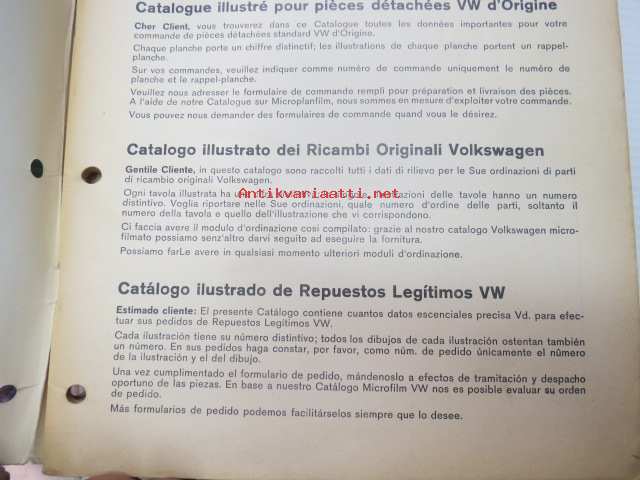 Catalogue illustré pour pièces détachées VW d'Origine
Cher Client, vous trouverez dans ce Catalogue toutes les données importantes pour votre
commande de pièces détachées standard VW d'Origine.
Chaque planche porte un chiffre distinctif; les illustrations de chaque planche portent un rappel-
planche.
Sur vos commandes, veuillez indiquer comme numéro de commande uniquement le numéro de
planche et le rappel-planche.
Veuillez nous adresser le formulaire de commande rempli pour préparation et livraison des pièces.
A l'aide de notre Catalogue sur Microplanfilm, nous sommes en mesure d'exploiter votre commande.
Vous pouvez nous demander des formulaires de commande quand vous le désirez.
Catalogo illustrato dei Ricambi Originali Volkswagen
Gentile Cliente, in questo catalogo sono raccolti tutti i dati di rilievo per le Sue ordinazioni di parti
di ricambio originali Volkswagen.
Ogni tavola illustrata ha un delle tavole hanno un numero
Antikvariaatti.net
distintivo. Voglia riportare nelle Sue ordinazioni, quale numero d'ordine delle parti, soltanto il
numero della tavola e quello dell'illustrazione che vi corrispondono.
Ci faccia avere il modulo d'ordinazione cosi compilato: grazie al nostro catalogo Volkswagen micro-
filmato possiamo senz'altro darvi seguito ad eseguire la fornitura.
Possiamo farLe avere in qualsiasi momento ulteriori moduli d'ordinazione.
Catálogo ilustrado de Repuestos Legítimos VW
Estimado cliente: El presente Catálogo contiene cuantos datos escenciales precisa Vd. para efec-
tuar sus pedidos de Repuestos Legítimos VW.
Cada ilustración tiene su número distintivo; todos los dibujos de cada ilustración ostentan también
un número. En sus pedidos haga constar, por favor, como núm. de pedido únicamente el número
de la ilustración y el del dibujo.
Una vez cumplimentado el formulario de pedido, mándenoslo a efectos de tramitación y despacho
oportuno de las piezas. En base a nuestro Catálogo Microfilm VW nos es posible evaluar su orden
de pedido.
Más formularios de pedido podemos facilitárselos siempre que lo desee.